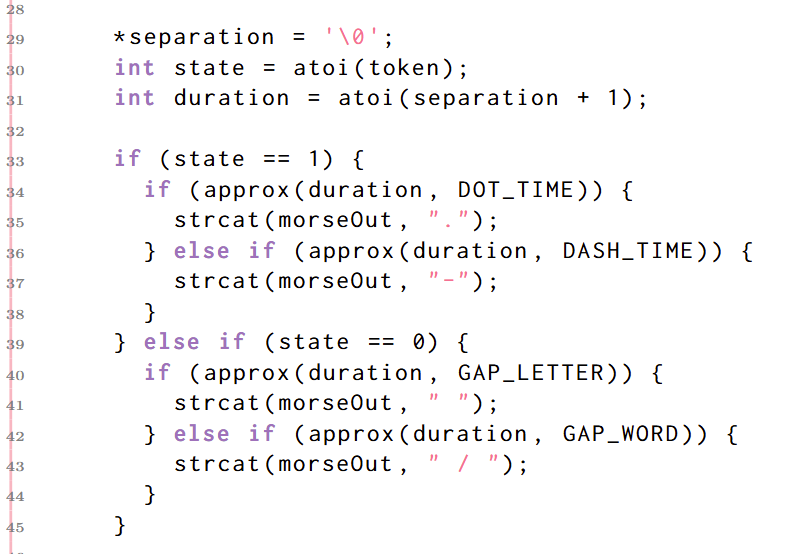 28
29 *separation = '\0';
30 int state = atoi(token);
31 int duration = atoi(separation + 1);
32
33 if (state == 1) {
34 if (approx(duration, DOT_TIME)) {
35 strcat(morseOut, ".");
36 } else if (approx(duration, DASH_TIME)) {
37 strcat(morseOut, "-");
38 }
39 } else if (state == 0) {
40 if (approx(duration, GAP_LETTER)) {
41 strcat(morseOut, " ");
42 } else if (approx(duration, GAP_WORD)) {
43 strcat(morseOut, " / ");
44 }
45 }